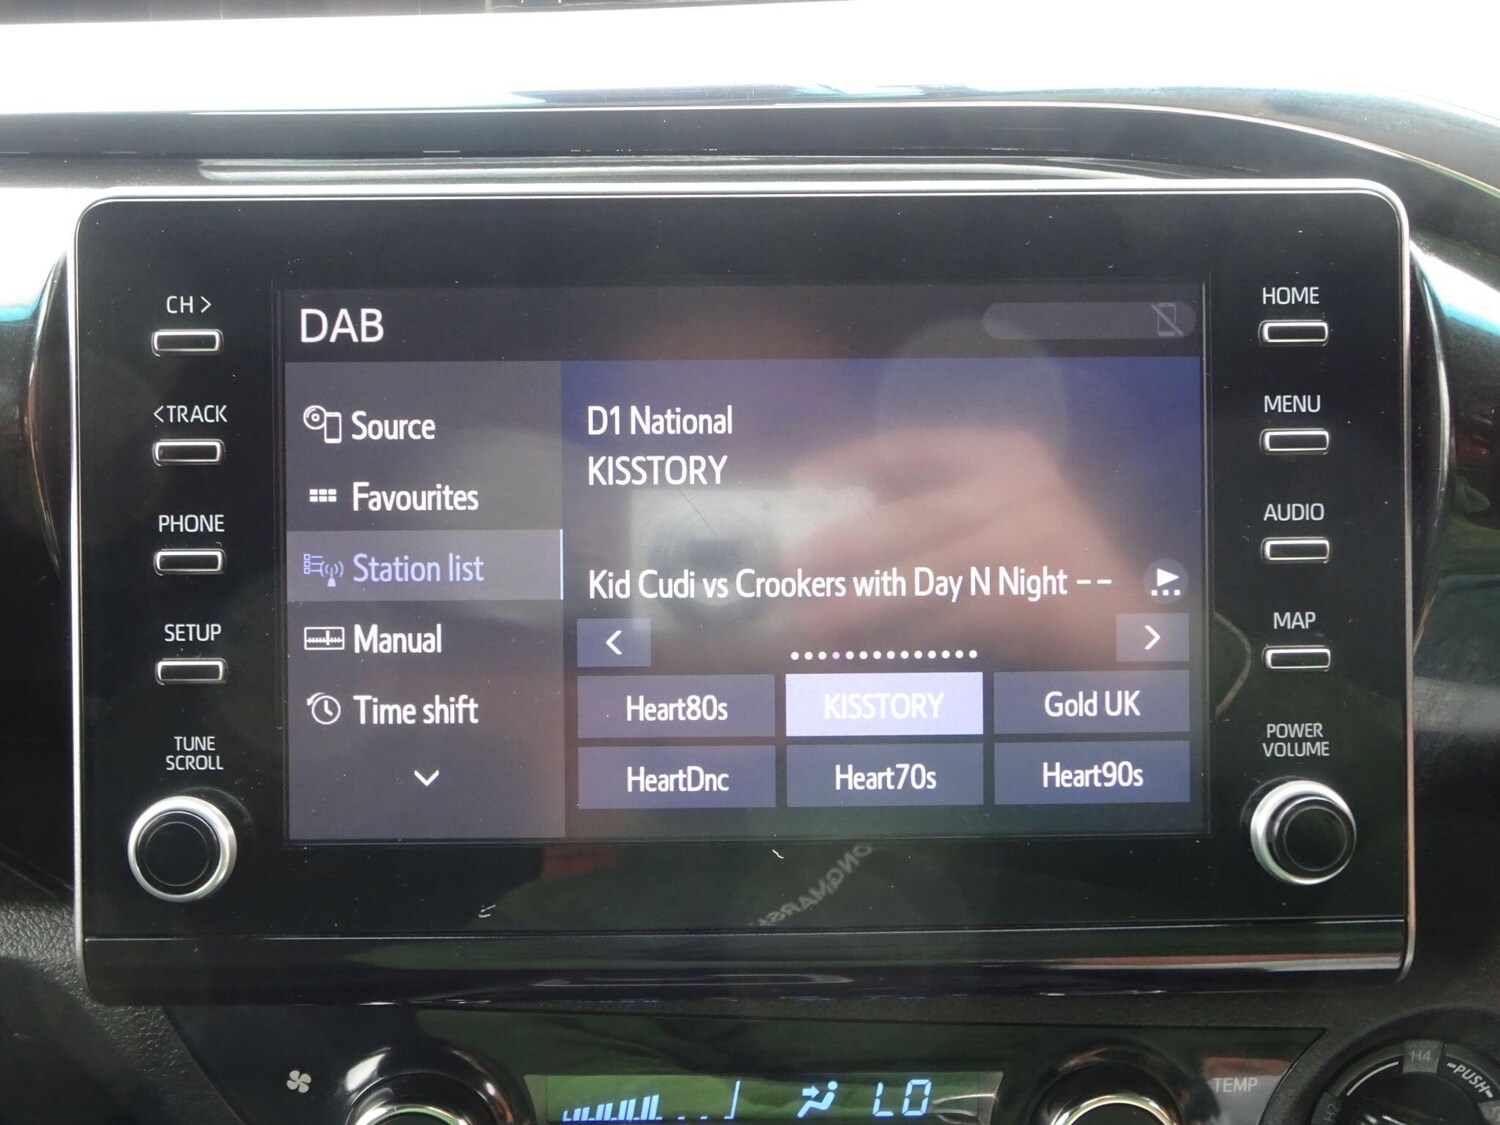 DAB
CH >
<TRACK
PHONE
SETUP
TUNE
SCROLL
Source
Favourites
Station list
Manual
Time shift
D1 National
KISSTORY
Kid Cudi vs Crookers with Day N Night --
Heart80s
KISSTORY
Gold UK
HeartDnc
Heart70s
Heart90s
HOME
MENU
AUDIO
MAP
POWER
VOLUME
LO
TEMP
H4
PUSH